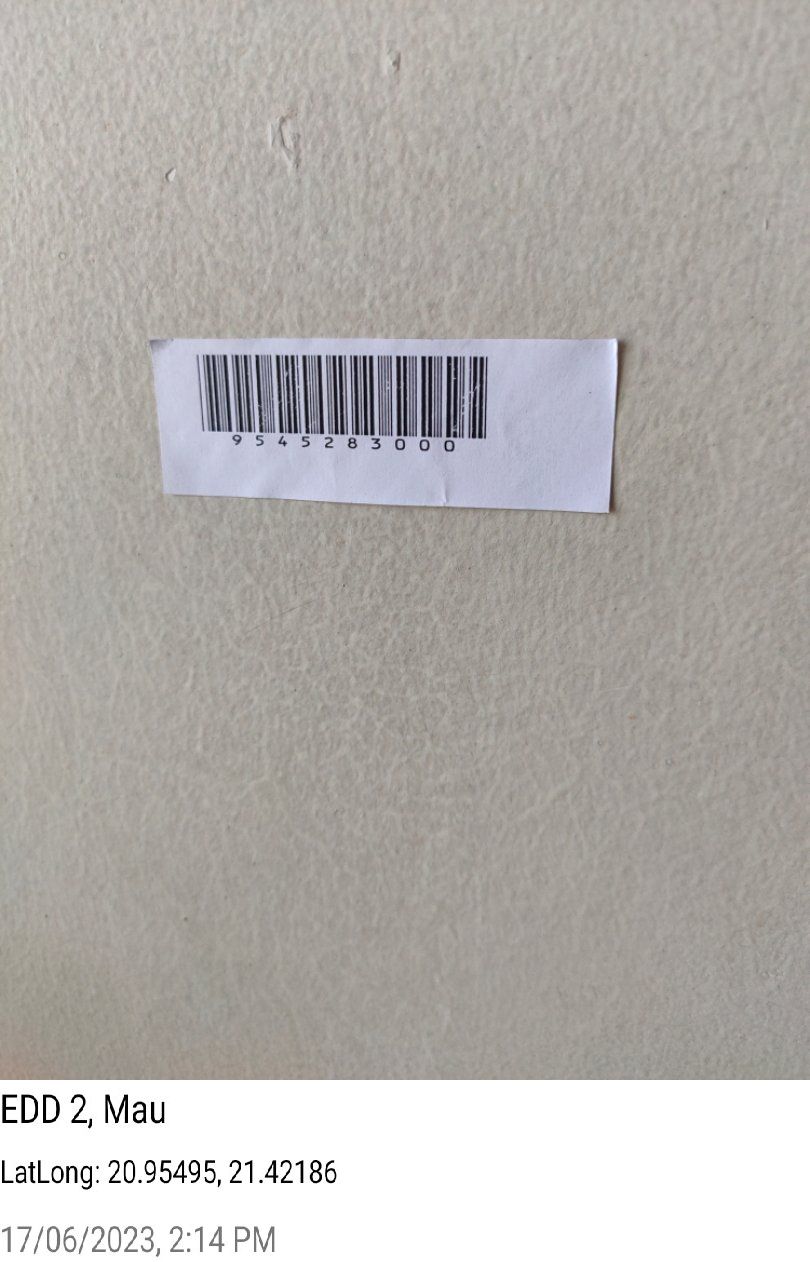 9545283000
EDD 2, Mau
LatLong: 20.95495, 21.42186
17/06/2023, 2:14 PM